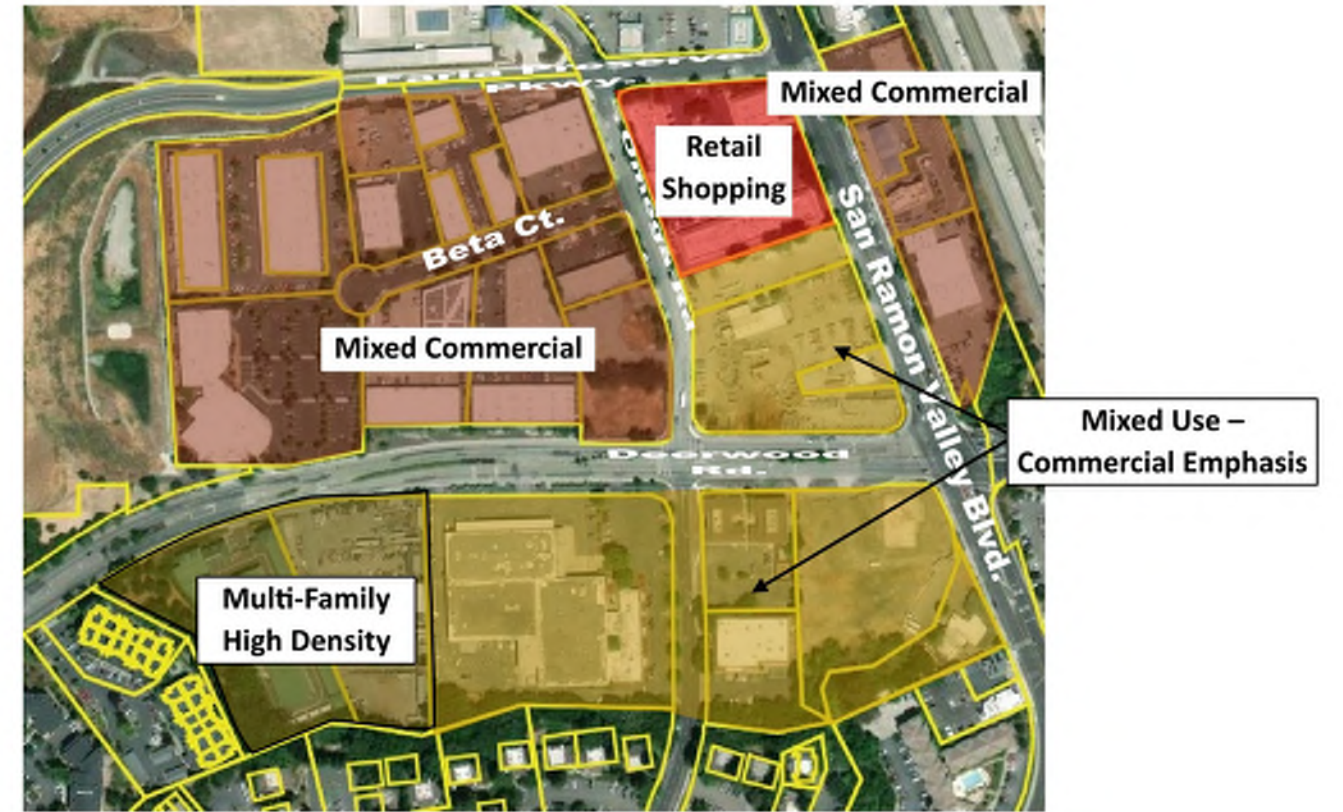 Pkwy.
Mixed Commercial
Retail
Shopping
San Ramon Valley Blvd.
Beta Ct.
Mixed Commercial
Mixed Use –
Commercial Emphasis
Deerwood
Rd.
Multi-Family
High Density